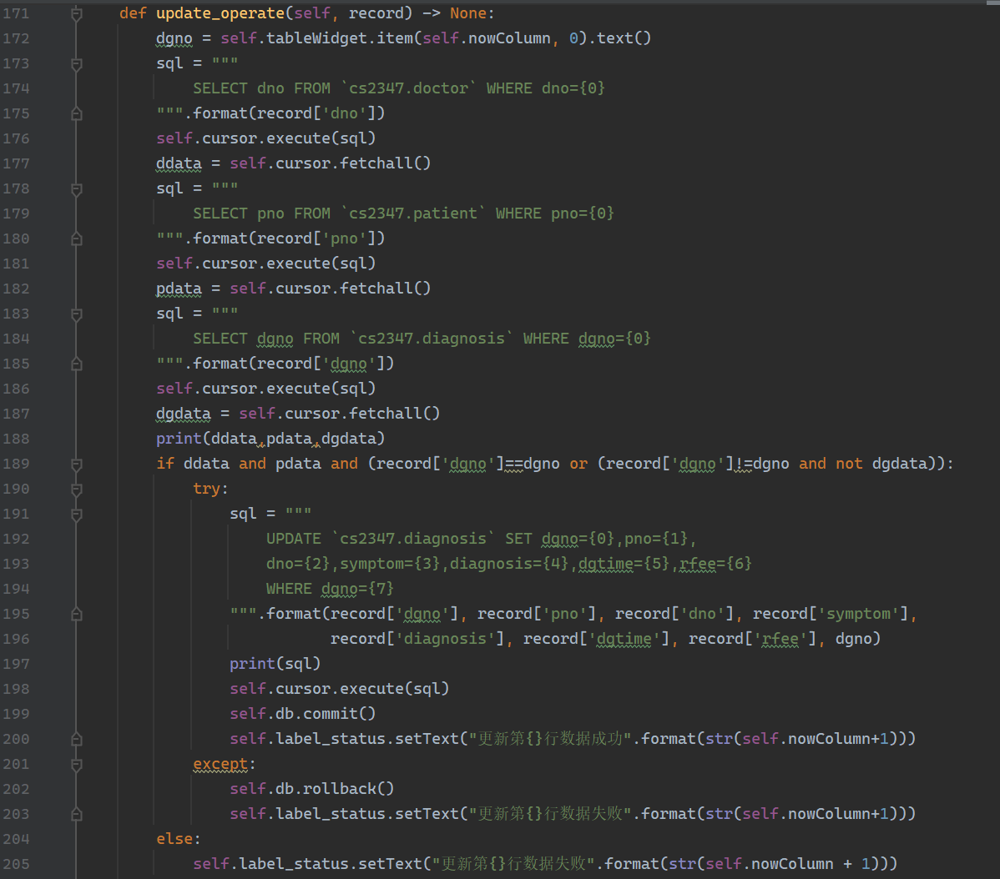 171 def update_operate(self, record) -> None:
172 dgno = self.tableWidget.item(self.nowColumn, 0).text()
173 sql = """
174 SELECT dno FROM `cs2347.doctor` WHERE dno={0}
175 """.format(record['dno'])
176 self.cursor.execute(sql)
177 ddata = self.cursor.fetchall()
178 sql = """
179 SELECT pno FROM `cs2347.patient` WHERE pno={0}
180 """.format(record['pno'])
181 self.cursor.execute(sql)
182 pdata = self.cursor.fetchall()
183 sql = """
184 SELECT dgno FROM `cs2347.diagnosis` WHERE dgno={0}
185 """.format(record['dgno'])
186 self.cursor.execute(sql)
187 dgdata = self.cursor.fetchall()
188 print(ddata,pdata,dgdata)
189 if ddata and pdata and (record['dgno']==dgno or (record['dgno']!=dgno and not dgdata)):
190 try:
191 sql = """
192 UPDATE `cs2347.diagnosis` SET dgno={0},pno={1},
193 dno={2},symptom={3},diagnosis={4},dgtime={5},rfee={6}
194 WHERE dgno={7}
195 """.format(record['dgno'], record['pno'], record['dno'], record['symptom'],
196 record['diagnosis'], record['dgtime'], record['rfee'], dgno)
197 print(sql)
198 self.cursor.execute(sql)
199 self.db.commit()
200 self.label_status.setText("更新第{}行数据成功".format(str(self.nowColumn+1)))
201 except:
202 self.db.rollback()
203 self.label_status.setText("更新第{}行数据失败".format(str(self.nowColumn+1)))
204 else:
205 self.label_status.setText("更新第{}行数据失败".format(str(self.nowColumn + 1)))